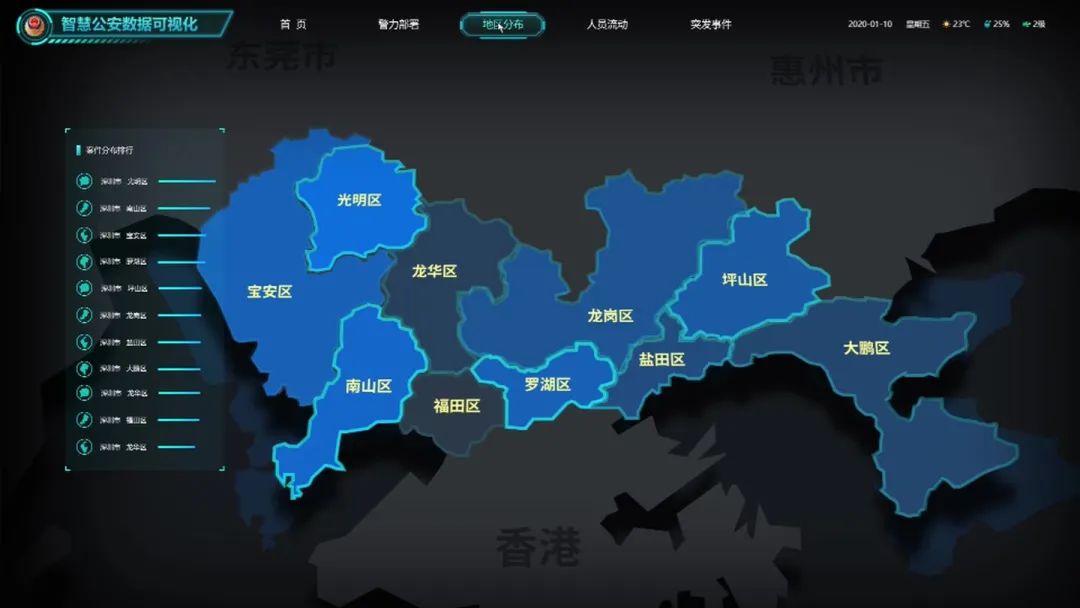 智慧公安数据可视化
首 页
警力部署
地区分布
人员流动
突发事件
2020-01-10 星期五 23℃ 25% 2级
东莞市
惠州市
案件分布排行
深圳市 光明区
深圳市 南山区
深圳市 宝安区
深圳市 罗湖区
深圳市 坪山区
深圳市 龙岗区
深圳市 盐田区
深圳市 大鹏区
深圳市 龙华区
深圳市 福田区
深圳市 龙华区
光明区
龙华区
宝安区
坪山区
龙岗区
大鹏区
盐田区
南山区
罗湖区
福田区
香港